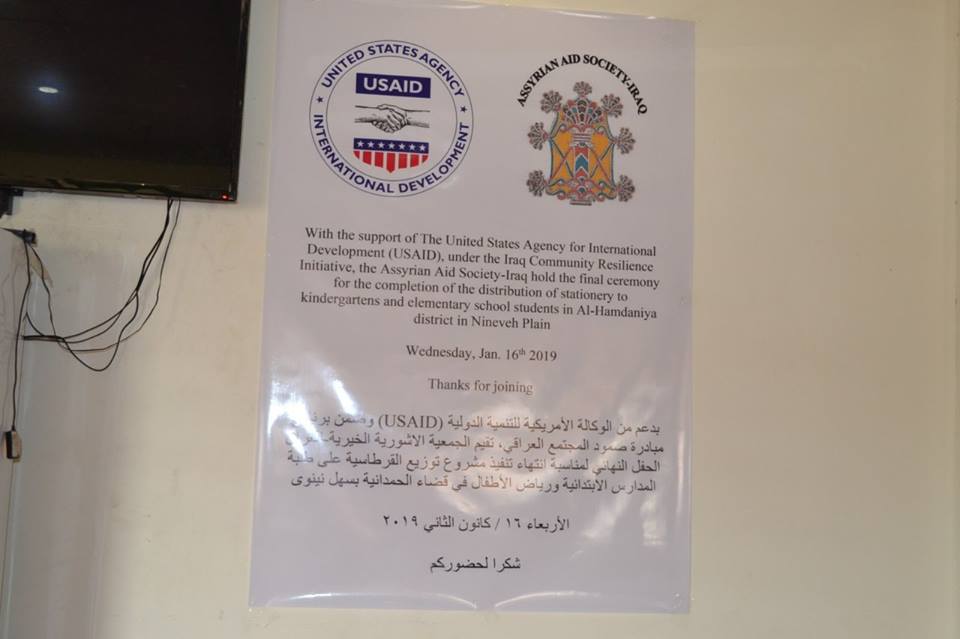 UNITED STATES AGENCY
USAID
INTERNATIONAL DEVELOPMENT
ASSYRIAN AID SOCIETY-IRAQ
With the support of The United States Agency for International
Development (USAID), under the Iraq Community Resilience
Initiative, the Assyrian Aid Society-Iraq hold the final ceremony
for the completion of the distribution of stationery to
kindergartens and elementary school students in Al-Hamdaniya
district in Nineveh Plain
Wednesday, Jan. 16th 2019
Thanks for joining
بدعم من الوكالة الأمريكية للتنمية الدولية (USAID) وضمن
مبادرة صمود المجتمع العراقي، تقيم الجمعية الاشورية الخيرية
الحفل النهائي لمناسبة انتهاء تنفيذ مشروع توزيع القرطاسية على طلبة
المدارس الابتدائية ورياض الأطفال في قضاء الحمدانية بسهل نينوى
الأربعاء ١٦ / كانون الثاني ٢٠١٩
شكرا لحضوركم